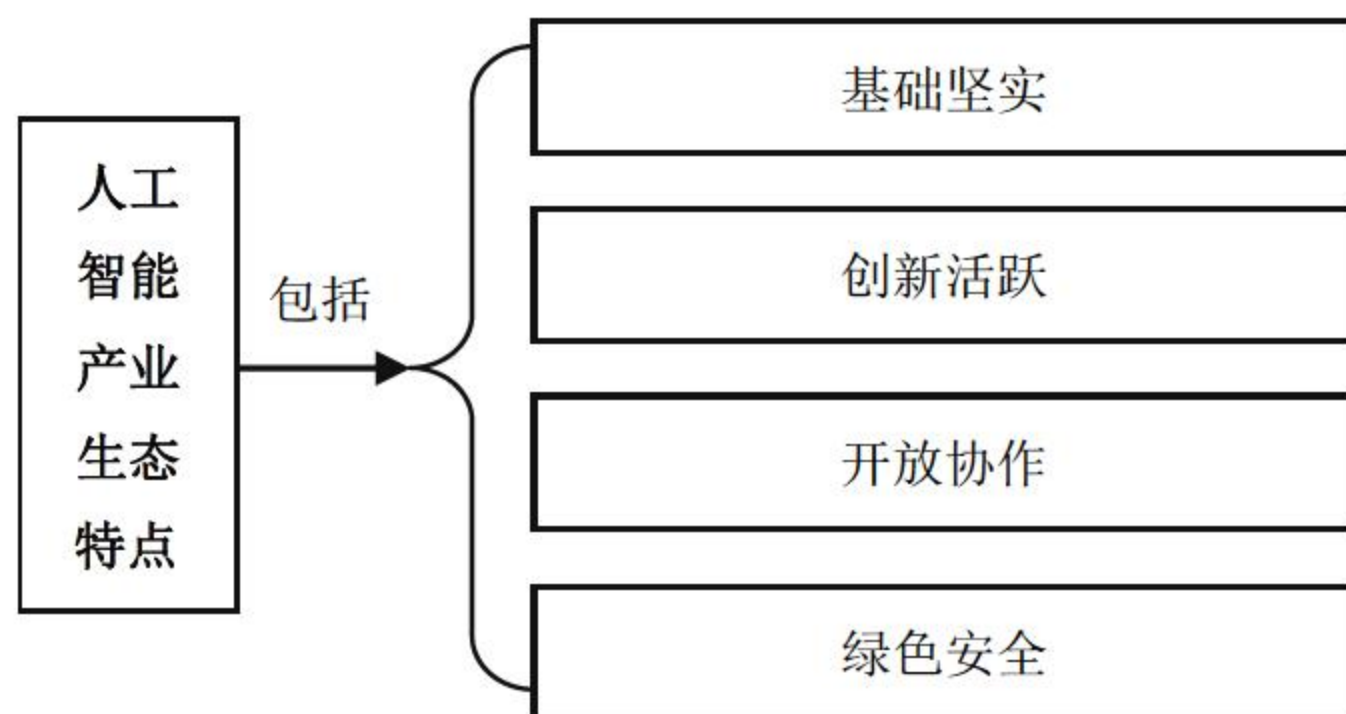 人工
智能
产业
生态
特点
包括
基础坚实
创新活跃
开放协作
绿色安全